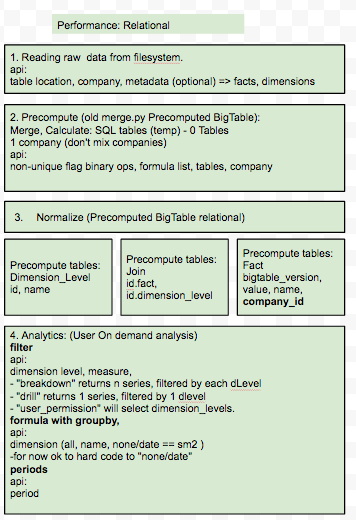 Performance: Relational
1. Reading raw data from filesystem.
api:
table location, company, metadata (optional) => facts, dimensions
2. Precompute (old merge.py Precomputed BigTable):
Merge, Calculate: SQL tables (temp) - 0 Tables
1 company (don't mix companies)
api:
non-unique flag binary ops, formula list, tables, company
3. Normalize (Precomputed BigTable relational)
Precompute tables:
Dimension_Level
id, name
Precompute tables:
Join
id.fact,
id.dimension_level
Precompute tables:
Fact
bigtable_version,
value, name,
company_id
4. Analytics: (User On demand analysis)
filter
api:
dimension level, measure,
- "breakdown" returns n series, filtered by each dLevel
- "drill" returns 1 series, filtered by 1 dlevel
- "user_permission" will select dimension_levels.
formula with groupby,
api:
dimension (all, name, none/date == sm2 )
-for now ok to hard code to "none/date"
periods
api:
period